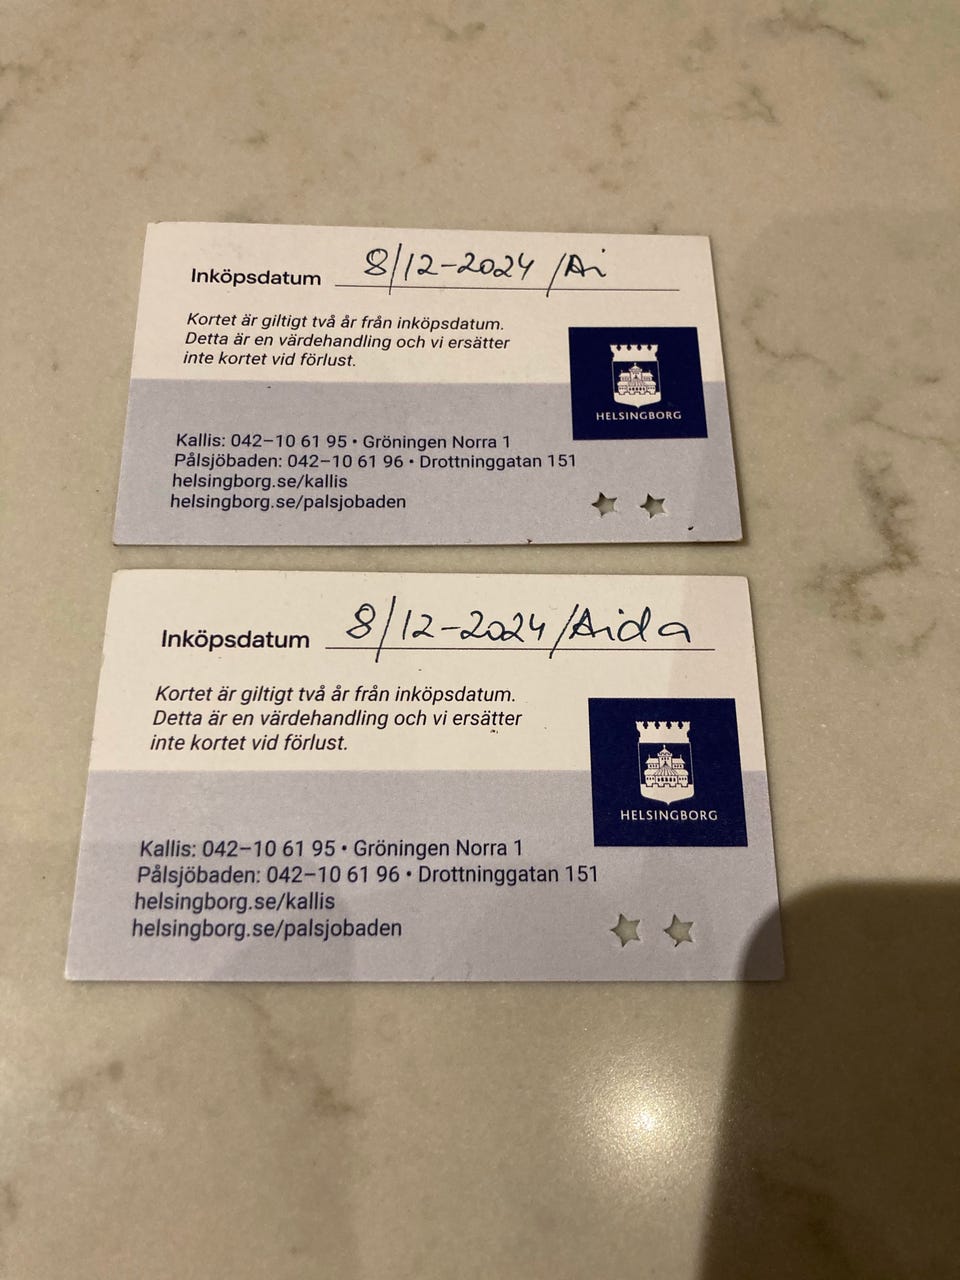 Inköpsdatum 8/12-2024 /Ai
Kortet är giltigt två år från inköpsdatum.
Detta är en värdehandling och vi ersätter
inte kortet vid förlust.
HELSINGBORG
Kallis: 042–10 61 95 • Gröningen Norra 1
Pålsjöbaden: 042–10 61 96 • Drottninggatan 151
helsingborg.se/kallis
helsingborg.se/palsjobaden
Inköpsdatum 8/12-2024/Aida
Kortet är giltigt två år från inköpsdatum.
Detta är en värdehandling och vi ersätter
inte kortet vid förlust.
HELSINGBORG
Kallis: 042–10 61 95 • Gröningen Norra 1
Pålsjöbaden: 042–10 61 96 • Drottninggatan 151
helsingborg.se/kallis
helsingborg.se/palsjobaden